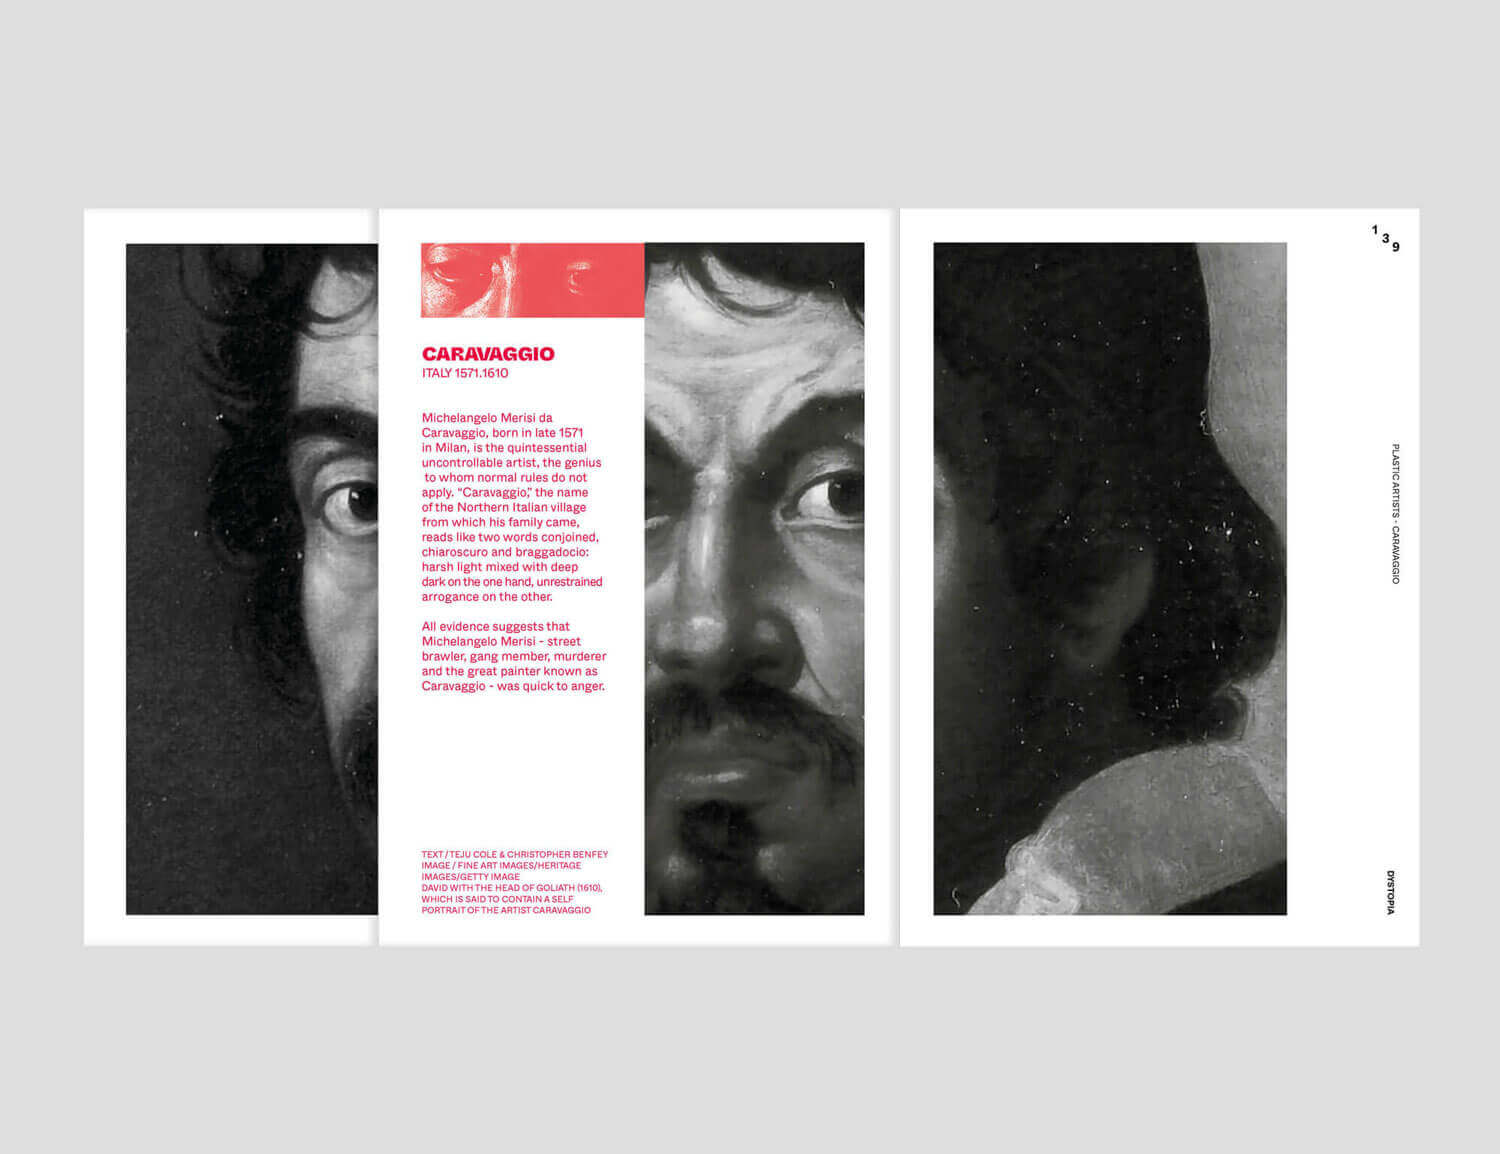 CARAVAGGIO
ITALY 1571.1610
Michelangelo Merisi da
Caravaggio, born in late 1571
in Milan, is the quintessential
uncontrollable artist, the genius
to whom normal rules do not
apply. “Caravaggio,” the name
of the Northern Italian village
from which his family came,
reads like two words conjoined,
chiaroscuro and braggadocio:
harsh light mixed with deep
dark on the one hand, unrestrained
arrogance on the other.
All evidence suggests that
Michelangelo Merisi - street
brawler, gang member, murderer
and the great painter known as
Caravaggio - was quick to anger.
TEXT / TEJU COLE & CHRISTOPHER BENFEY
IMAGE / FINE ART IMAGES/HERITAGE
IMAGES/GETTY IMAGE
DAVID WITH THE HEAD OF GOLIATH (1610),
WHICH IS SAID TO CONTAIN A SELF
PORTRAIT OF THE ARTIST CARAVAGGIO
139
PLASTIC ARTISTS - CARAVAGGIO
DYSTOPIA